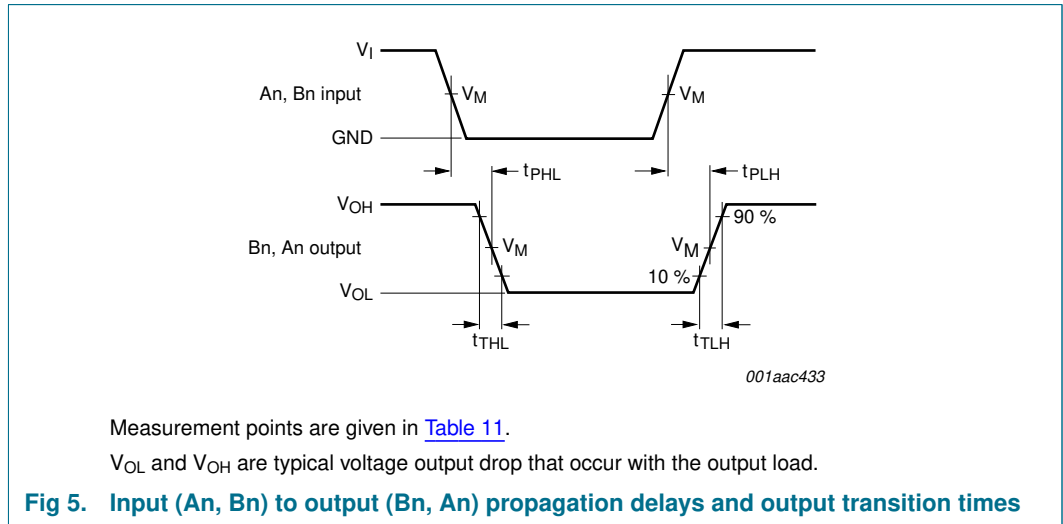 VI
An, Bn input
VM
VM
GND
tPHL
tPLH
VOH
90 %
Bn, An output
VM
VM
10 %
VOL
tTHL
tTLH
001aac433
Measurement points are given in Table 11.
VOL and VOH are typical voltage output drop that occur with the output load.
Fig 5. Input (An, Bn) to output (Bn, An) propagation delays and output transition times